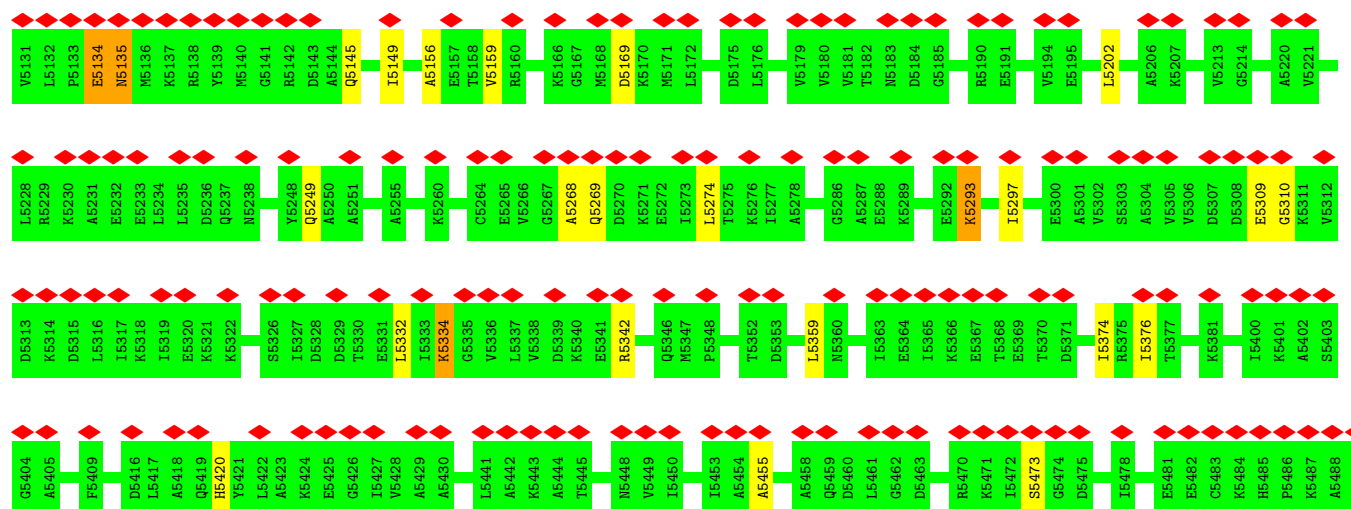 V5131 L5132 P5133 E5134 N5135 M5136 K5137 R5138 Y5139 M5140 G5141 R5142 D5143 A5144 Q5145 I5149 A5156 E5157 T5158 V5159 R5160 K5166 G5167 M5168 D5169 K5170 M5171 L5172 D5175 L5176 V5179 V5180 V5181 T5182 N5183 D5184 G5185 R5190 E5191 V5194 E5195 L5202 A5206 K5207 V5213 G5214 A5220 V5221
L5228 R5229 K5230 A5231 E5232 E5233 L5234 L5235 D5236 Q5237 N5238 Y5248 Q5249 A5250 A5251 A5255 K5260 C5264 E5265 V5266 G5267 A5268 Q5269 D5270 K5271 E5272 I5273 L5274 T5275 K5276 I5277 A5278 G5286 A5287 E5288 K5289 E5292 K5293 I5297 E5300 A5301 V5302 S5303 A5304 V5305 V5306 D5307 D5308 E5309 G5310 K5311 V5312
D5313 K5314 D5315 L5316 I5317 K5318 I5319 E5320 K5321 K5322 S5326 I5327 D5328 D5329 T5330 E5331 L5332 I5333 K5334 G5335 V5336 L5337 V5338 D5339 K5340 E5341 R5342 Q5346 M5347 P5348 T5352 D5353 L5359 N5360 I5363 E5364 I5365 K5366 E5367 T5368 E5369 T5370 D5371 I5374 R5375 I5376 T5377 K5381 I5400 K5401 A5402 S5403
G5404 A5405 F5409 D5416 L5417 A5418 Q5419 H5420 Y5421 L5422 A5423 K5424 E5425 G5426 I5427 V5428 A5429 A5430 L5441 A5442 K5443 A5444 T5445 N5448 V5449 I5450 I5453 A5454 A5455 A5458 Q5459 D5460 L5461 G5462 D5463 R5470 K5471 I5472 S5473 G5474 D5475 I5478 E5481 E5482 C5483 K5484 H5485 P5486 K5487 A5488